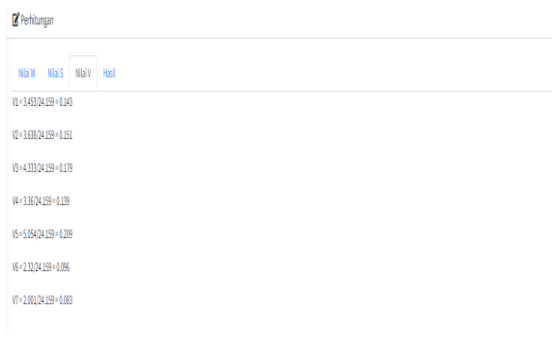 Perhitungan
Nilai W Nilai S Nilai V Hasil
V1 = 3.453/24.159 = 0.143
V2 = 3.638/24.159 = 0.151
V3 = 4.333/24.159 = 0.179
V4 = 3.36/24.159 = 0.139
V5 = 5.054/24.159 = 0.209
V6 = 2.32/24.159 = 0.096
V7 = 2.001/24.159 = 0.083